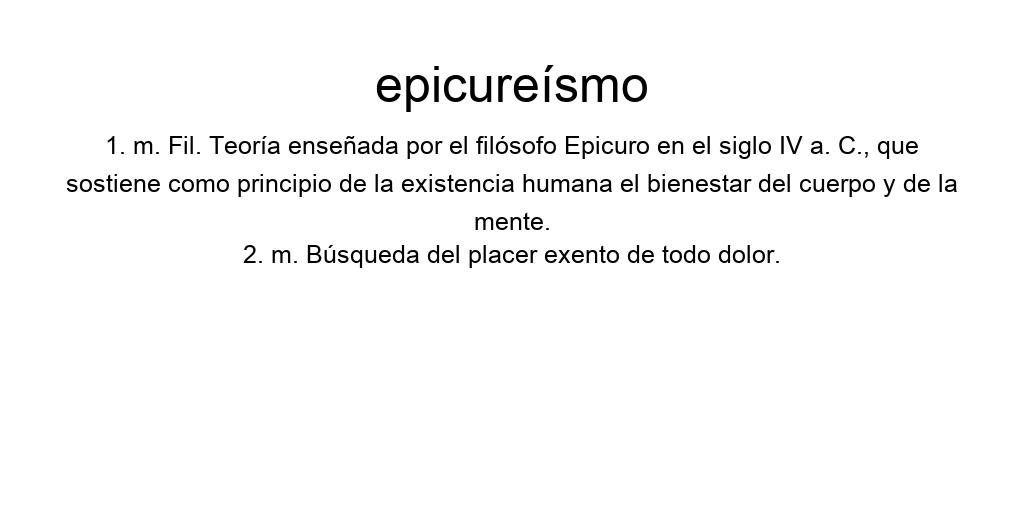 epicureísmo
1. m. Fil. Teoría enseñada por el filósofo Epicuro en el siglo IV a. C., que
sostiene como principio de la existencia humana el bienestar del cuerpo y de la
mente.
2. m. Búsqueda del placer exento de todo dolor.